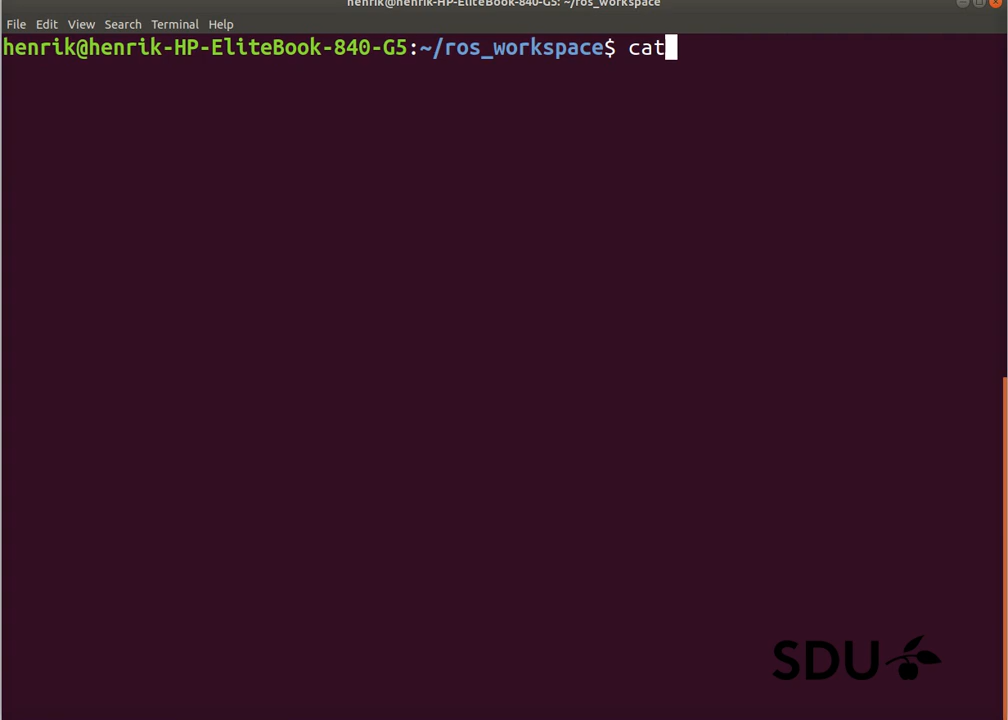 henrik@henrik-HP-EliteBook-840-G5: ~/ros_workspace
File Edit View Search Terminal Help
henrik@henrik-HP-EliteBook-840-G5:~/ros_workspace$ cat
SDU